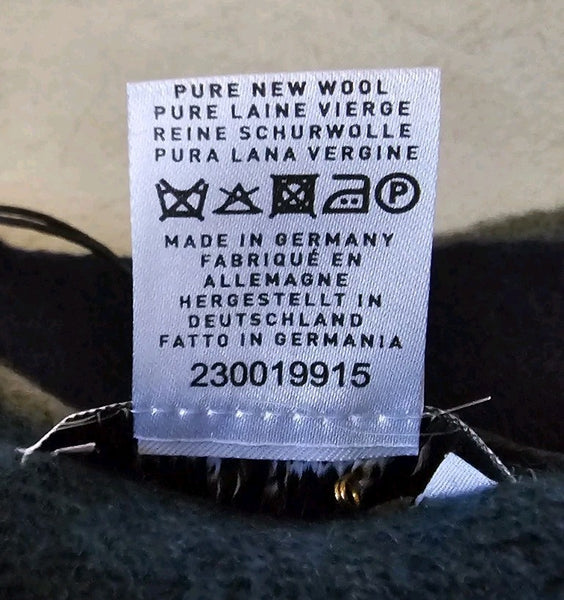 PURE NEW WOOL
PURE LAINE VIERGE
REINE SCHURWOLLE
PURA LANA VERGINE
P
MADE IN GERMANY
FABRIQUÉ EN
ALLEMAGNE
HERGESTELLT IN
DEUTSCHLAND
FATTO IN GERMANIA
230019915